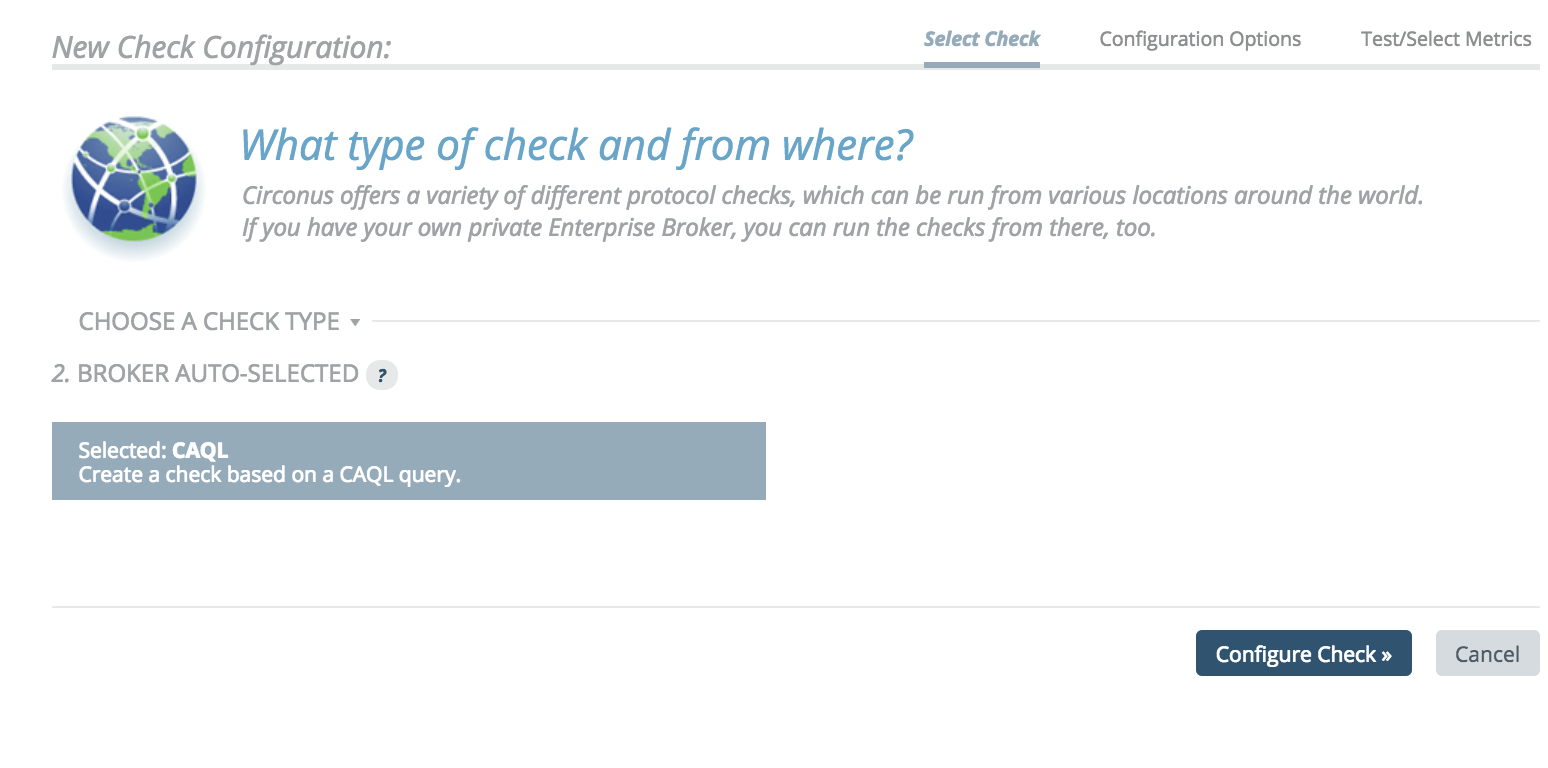 New Check Configuration:
Select Check
Configuration Options
Test/Select Metrics
What type of check and from where?
Circonus offers a variety of different protocol checks, which can be run from various locations around the world.
If you have your own private Enterprise Broker, you can run the checks from there, too.
CHOOSE A CHECK TYPE
2. BROKER AUTO-SELECTED ?
Selected: CAQL
Create a check based on a CAQL query.
Configure Check »
Cancel